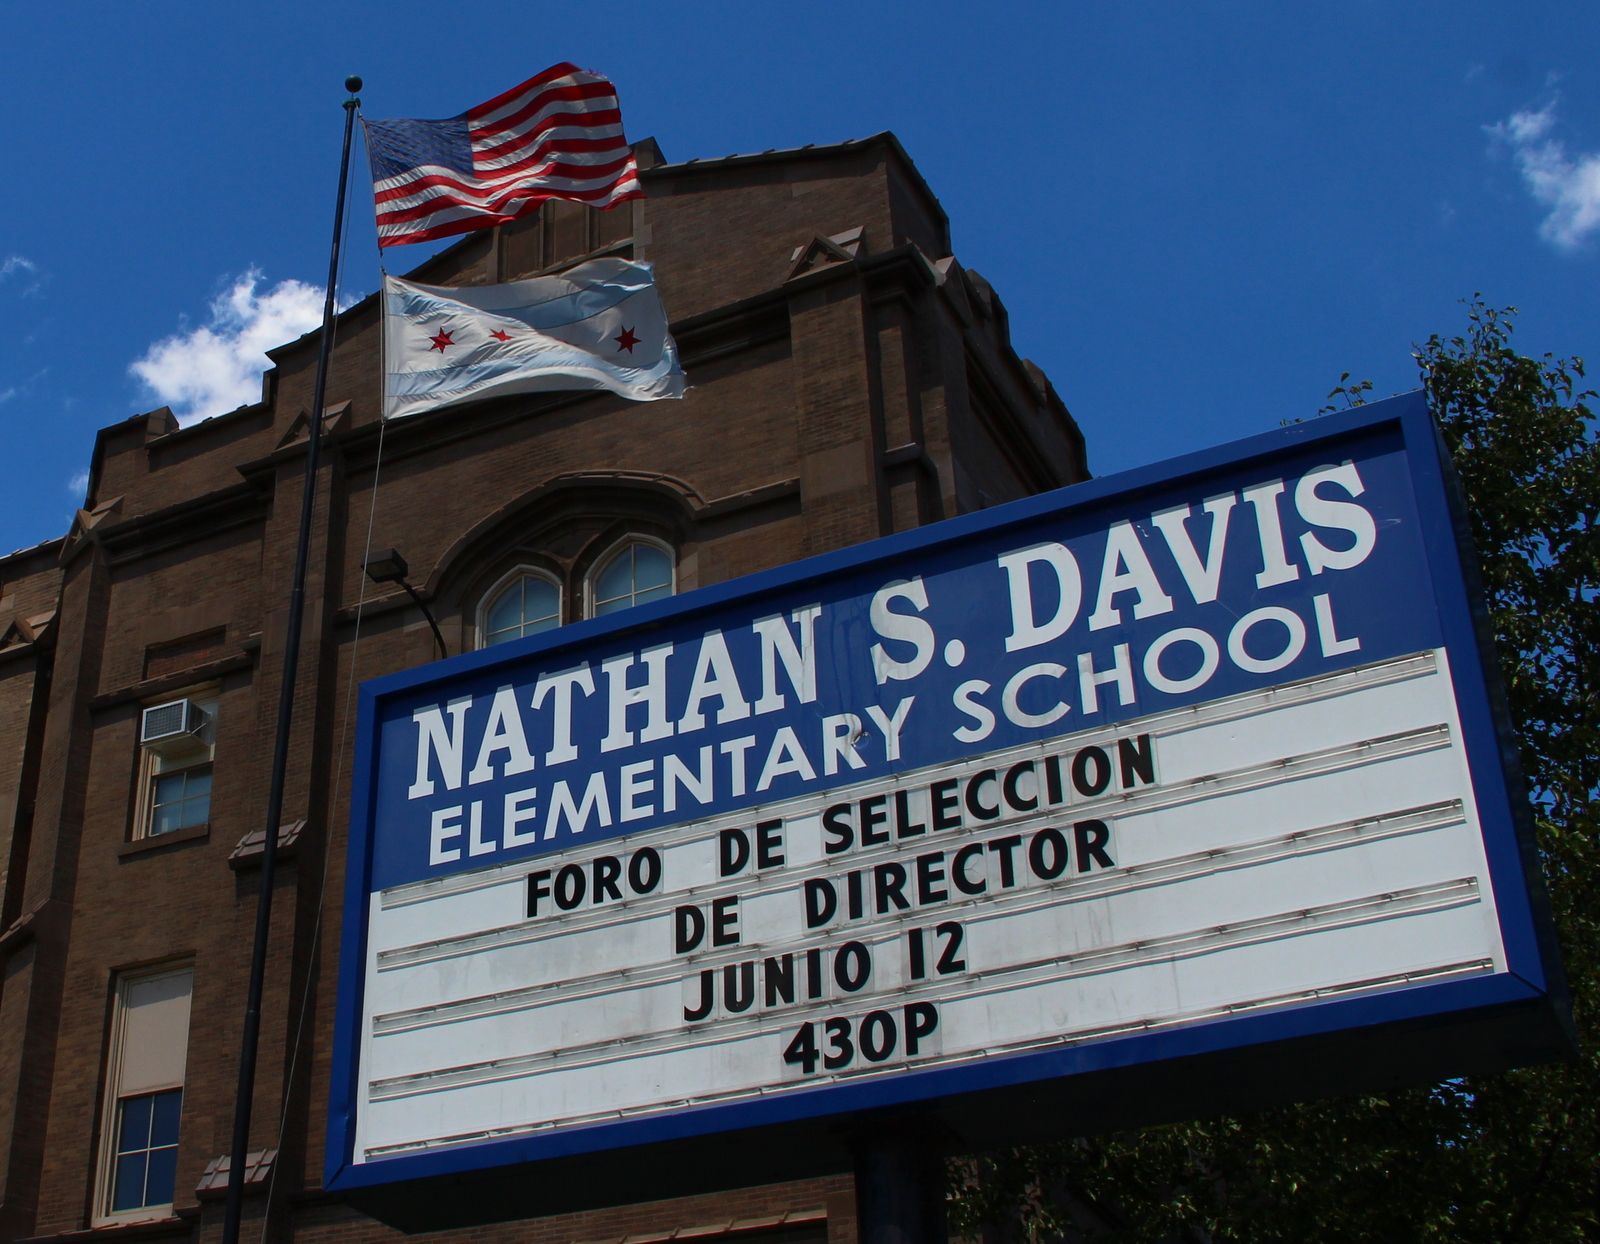 NATHAN S. DAVIS
ELEMENTARY SCHOOL
FORO DE SELECCION
DE DIRECTOR
JUNIO 12
430P